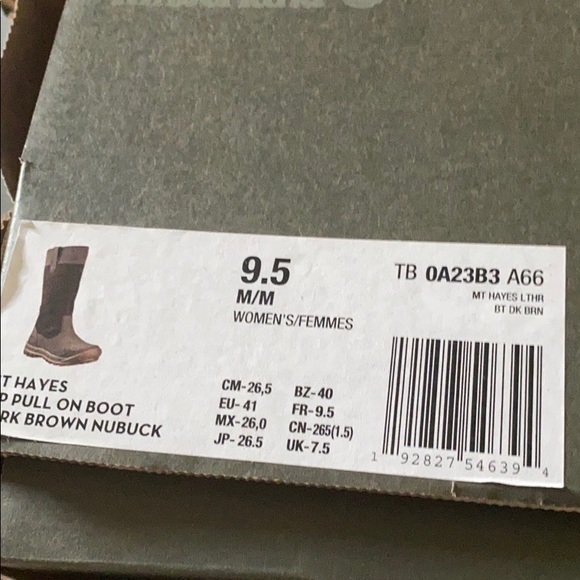 Timberland
9.5
M/M
WOMEN'S/FEMMES
TB 0A23B3 A66
MT HAYES LTHR
BT DK BRN
T HAYES
P PULL ON BOOT
RK BROWN NUBUCK
CM-26,5 BZ-40
EU-41 FR-9.5
MX-26,0 CN-265(1.5)
JP-26.5 UK-7.5
1 92827 54639 4